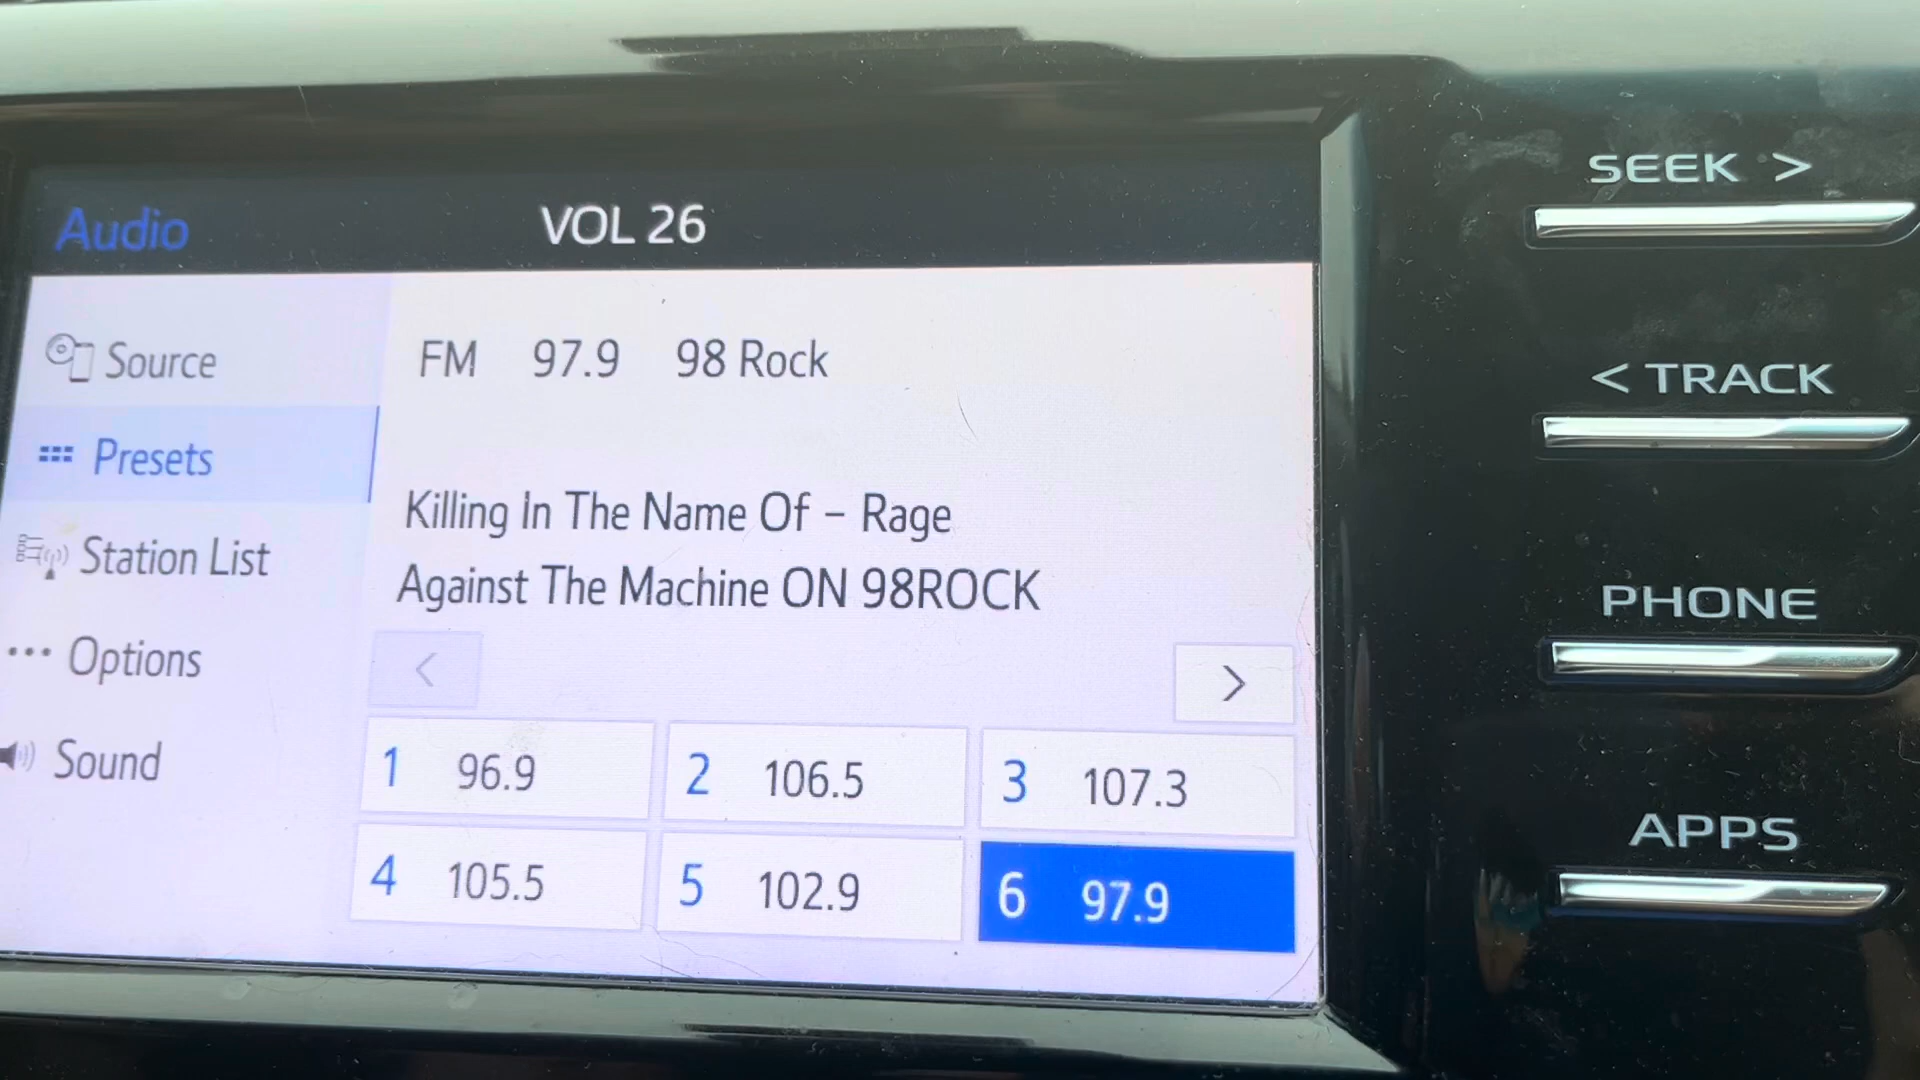 Audio VOL 26
Source
Presets
Station List
Options
Sound
FM 97.9 98 Rock
Killing In The Name Of - Rage
Against The Machine ON 98ROCK
< >
1 96.9 2 106.5 3 107.3
4 105.5 5 102.9 6 97.9
SEEK >
< TRACK
PHONE
APPS